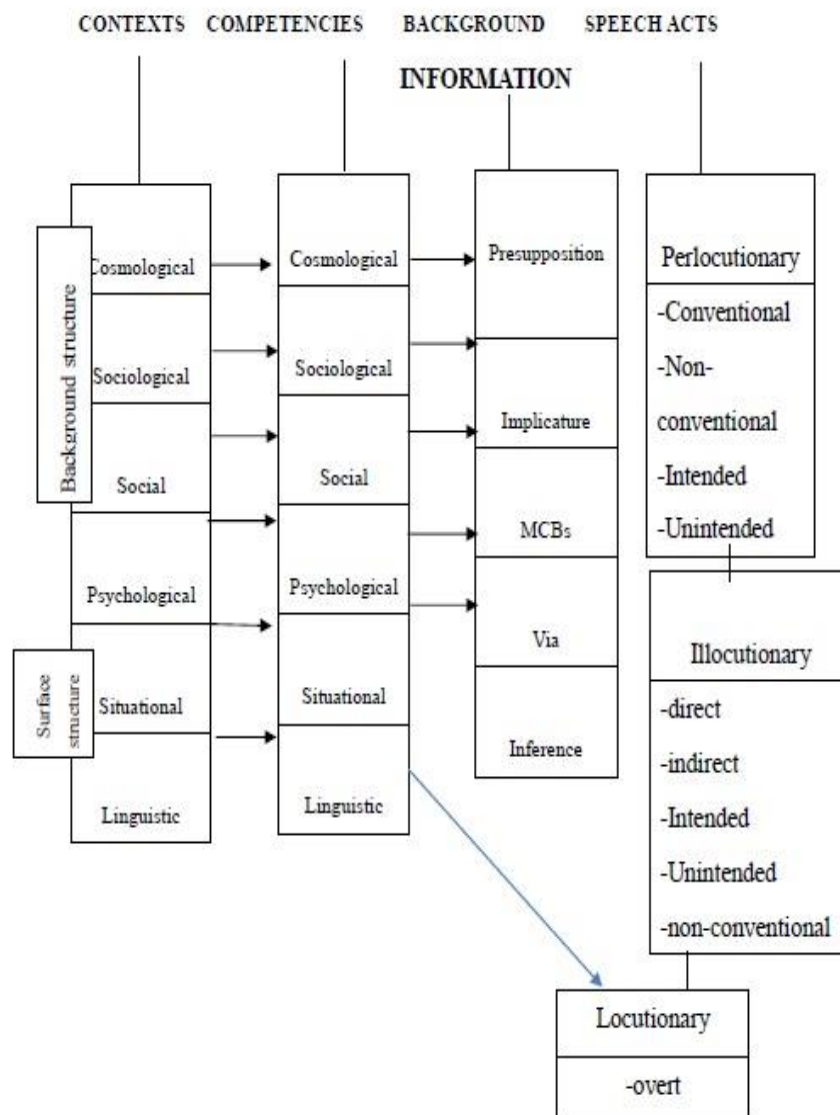 CONTEXTS COMPETENCIES BACKGROUND SPEECH ACTS
INFORMATION
Background structure
Surface
structure
Cosmological
Sociological
Social
Psychological
Situational
Linguistic
Cosmological
Sociological
Social
Psychological
Situational
Linguistic
Presupposition
Implicature
MCBs
Via
Inference
Perlocutionary
-Conventional
-Non-
conventional
-Intended
-Unintended
Illocutionary
-direct
-indirect
-Intended
-Unintended
-non-conventional
Locutionary
-overt